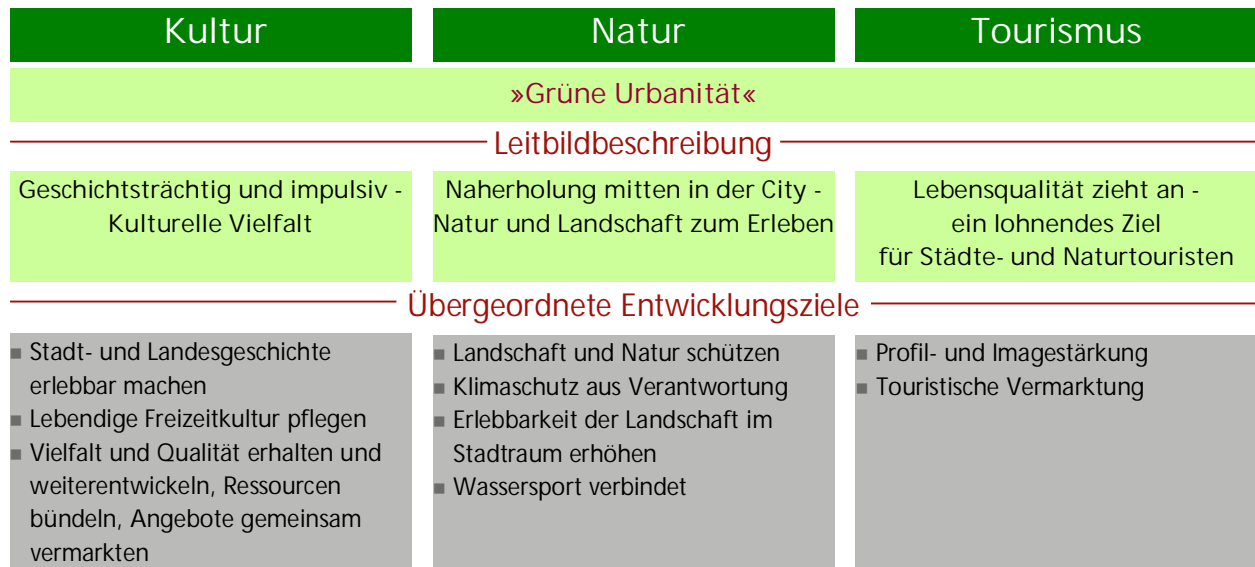 Kultur
Natur
Tourismus
»Grüne Urbanität«
Leitbildbeschreibung
Geschichtsträchtig und impulsiv -
Kulturelle Vielfalt
Naherholung mitten in der City -
Natur und Landschaft zum Erleben
Lebensqualität zieht an -
ein lohnendes Ziel
für Städte- und Naturtouristen
Übergeordnete Entwicklungsziele
■ Stadt- und Landesgeschichte
erlebbar machen
■ Lebendige Freizeitkultur pflegen
■ Vielfalt und Qualität erhalten und
weiterentwickeln, Ressourcen
bündeln, Angebote gemeinsam
vermarkten
■ Landschaft und Natur schützen
■ Klimaschutz aus Verantwortung
■ Erlebbarkeit der Landschaft im
Stadtraum erhöhen
■ Wassersport verbindet
■ Profil- und Imagestärkung
■ Touristische Vermarktung